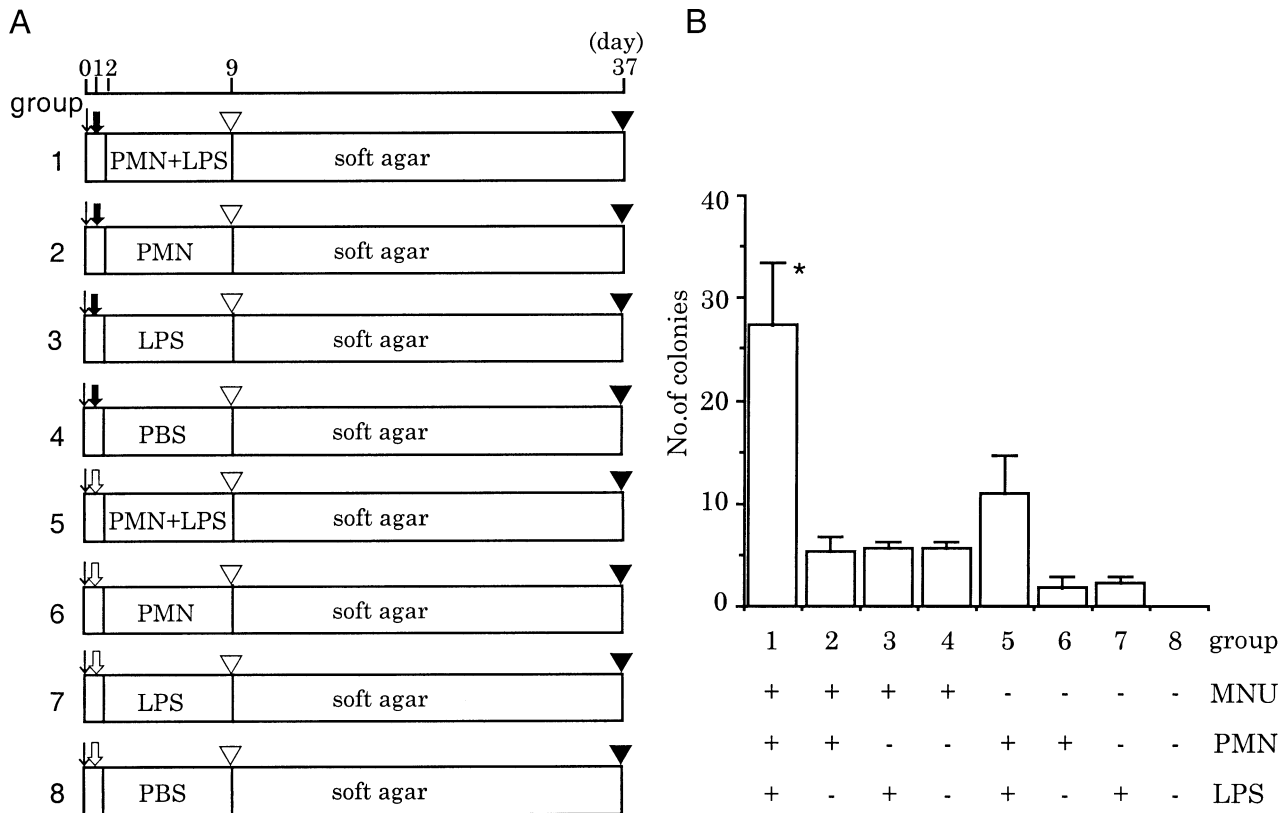 A
(day)
0 1 2 9 37
group
1 PMN+LPS soft agar
2 PMN soft agar
3 LPS soft agar
4 PBS soft agar
5 PMN+LPS soft agar
6 PMN soft agar
7 LPS soft agar
8 PBS soft agar
B
No.of colonies
40
30
20
10
0
*
1 2 3 4 5 6 7 8 group
+ + + + - - - - MNU
+ + - - + + - - PMN
+ - + - + - + - LPS